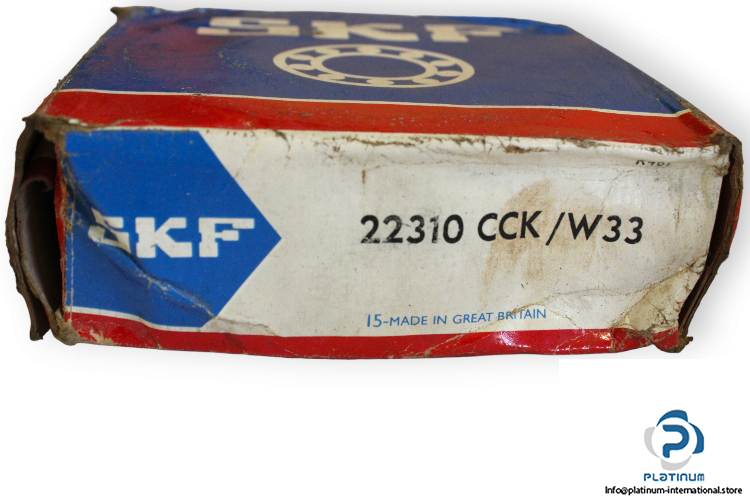 SKF
SKF
22310 CCK/W33
15-MADE IN GREAT BRITAIN
PLATINUM
Info@platinum-international.store